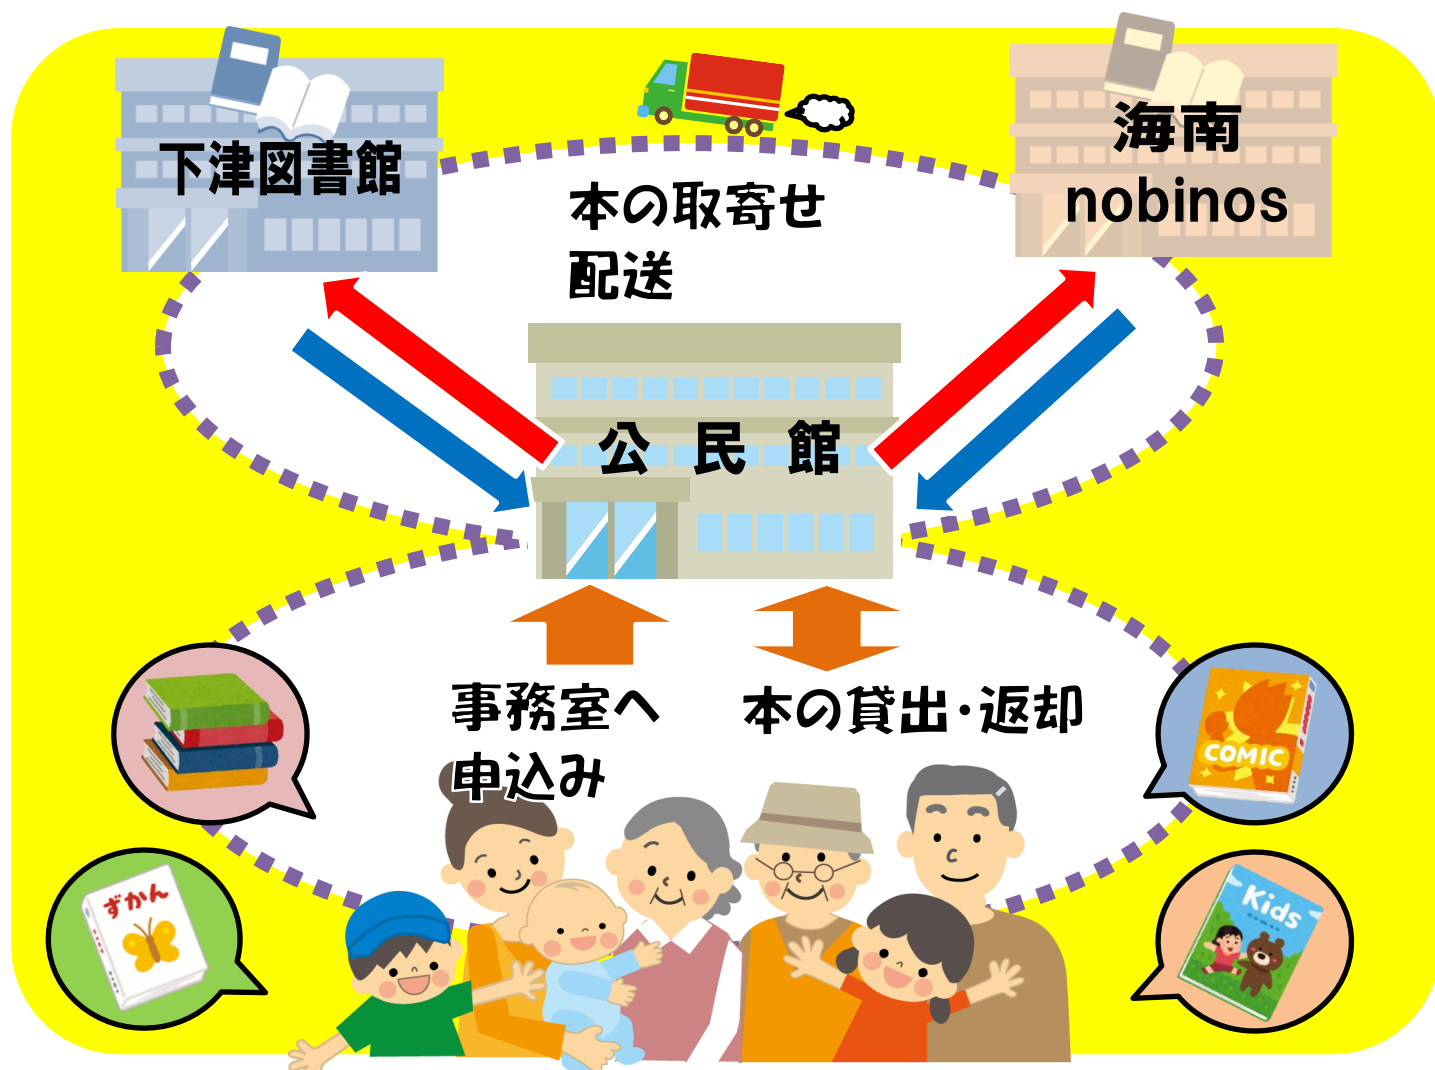 下津図書館
海南
nobinos
本の取寄せ
配送
公民館
事務室へ
申込み
本の貸出・返却
COMIC
ずかん
Kids